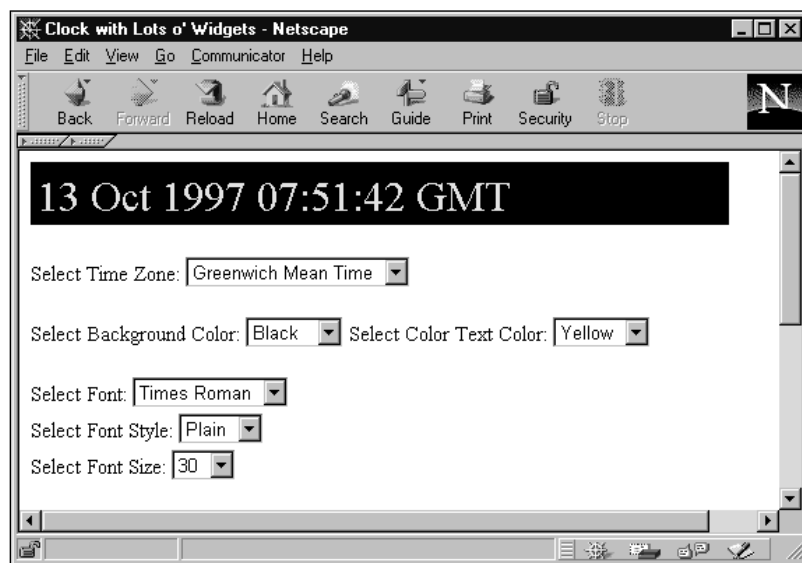 Clock with Lots o' Widgets - Netscape
File Edit View Go Communicator Help
Back Forward Reload Home Search Guide Print Security Stop
N
13 Oct 1997 07:51:42 GMT
Select Time Zone: Greenwich Mean Time
Select Background Color: Black Select Color Text Color: Yellow
Select Font: Times Roman
Select Font Style: Plain
Select Font Size: 30